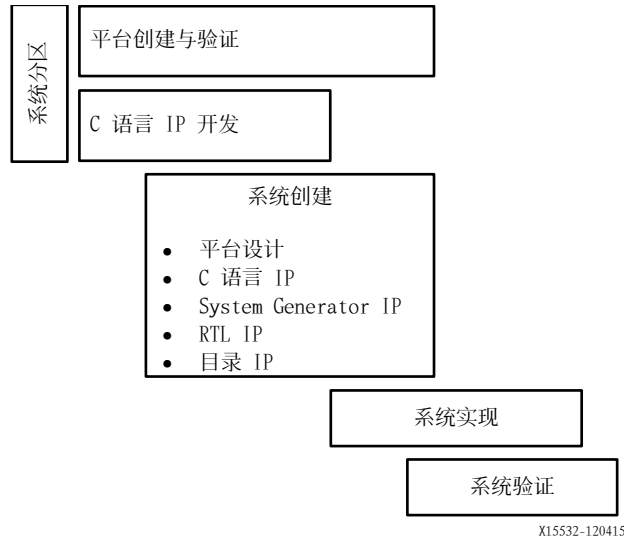 系统分区
平台创建与验证
C 语言 IP 开发
系统创建
● 平台设计
● C 语言 IP
● System Generator IP
● RTL IP
● 目录 IP
系统实现
系统验证
X15532-120415